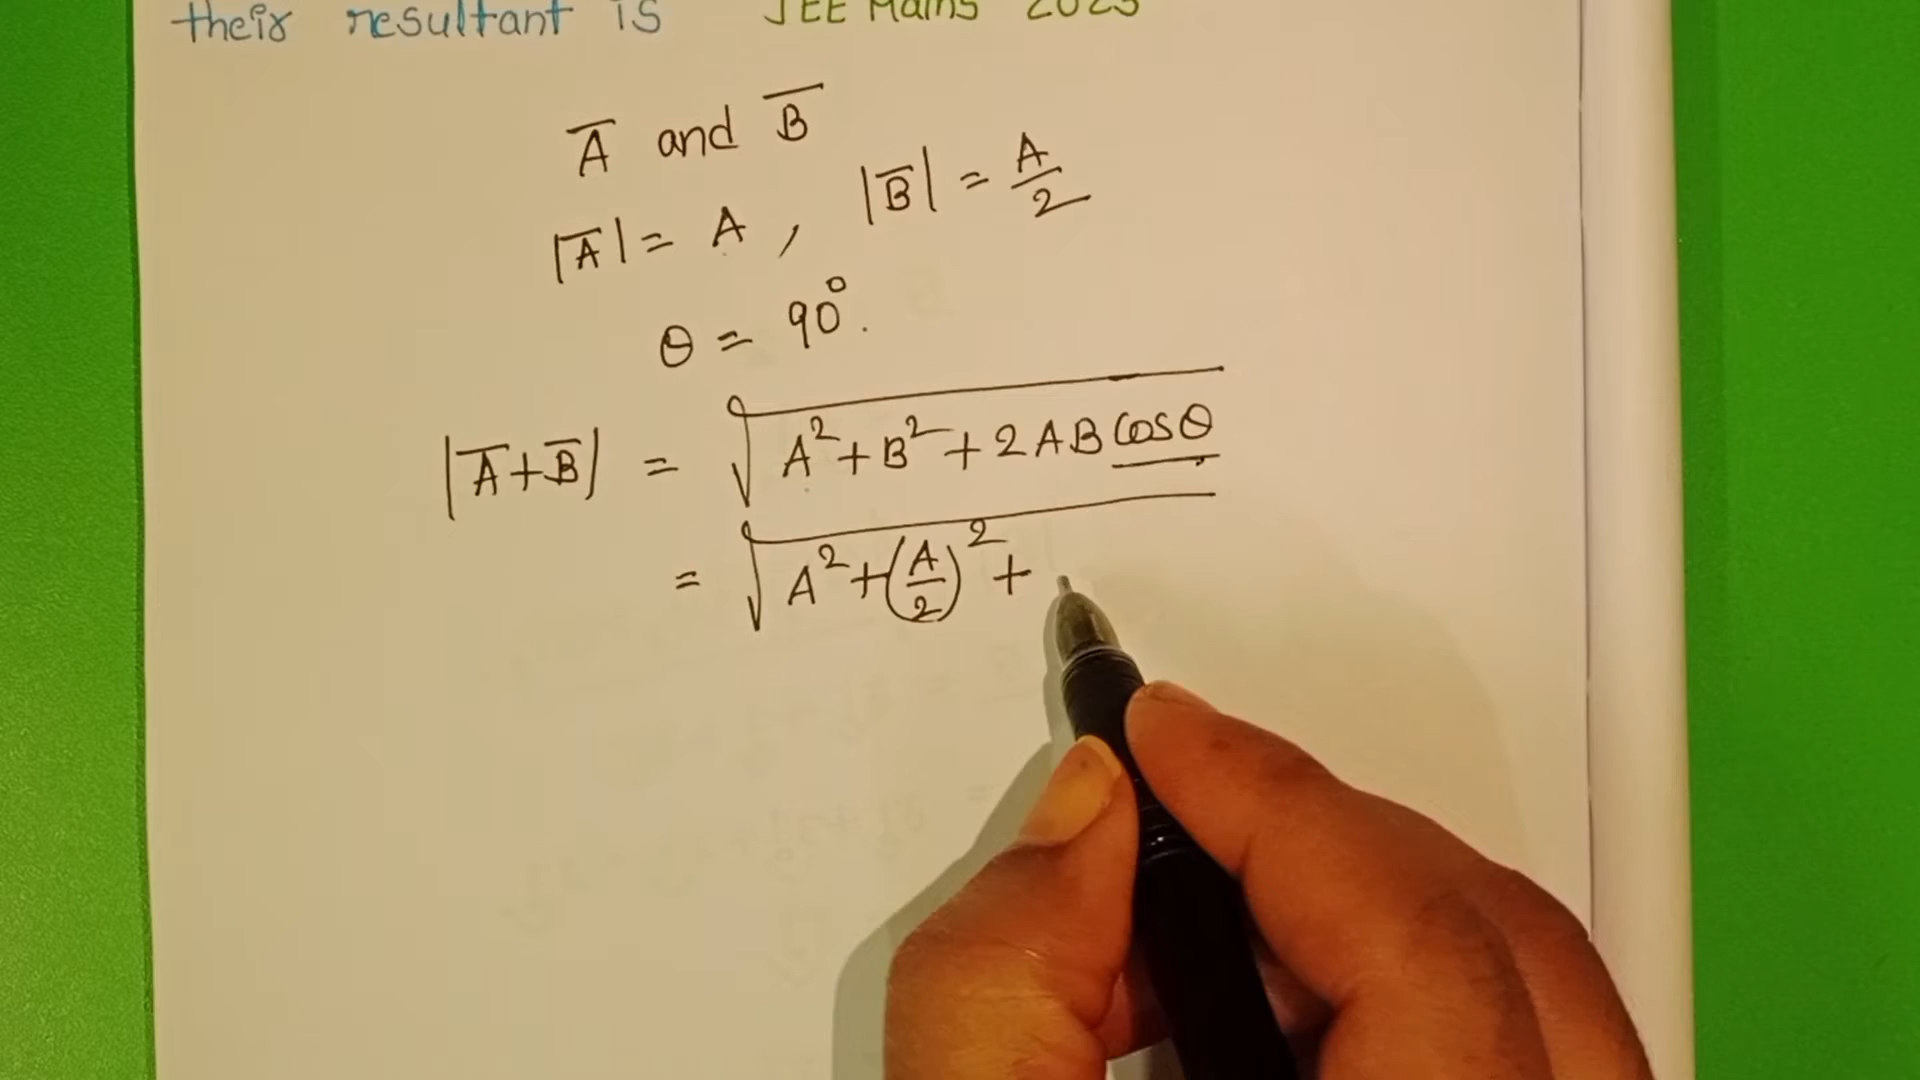 their resultant is JEE Mains 2023
A̅ and B̅
|A̅| = A , |B̅| = A/2
θ = 90°.
|A̅+B̅| = √(A²+B²+2AB cosθ)
= √(A²+(A/2)²+